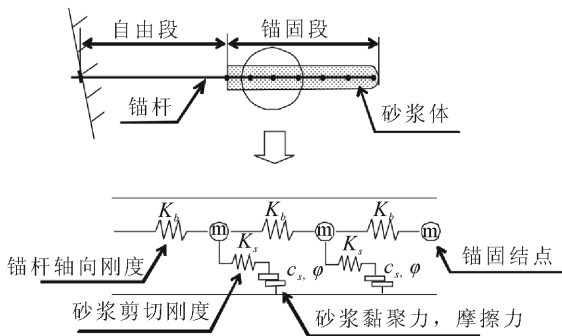 自由段 锚固段
锚杆
砂浆体
K_b K_b K_b
m m m
K_s K_s
c_s, φ c_s, φ
锚杆轴向刚度
锚固结点
砂浆剪切刚度
砂浆黏聚力，摩擦力